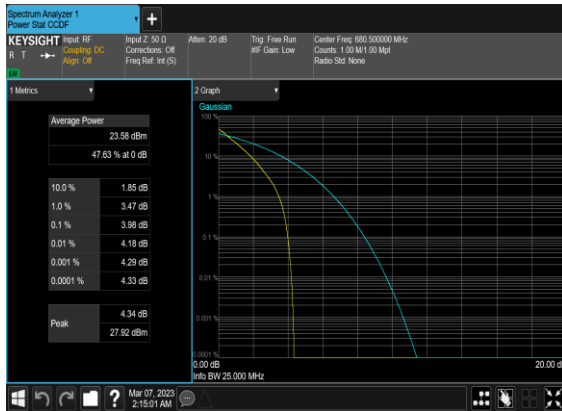 Spectrum Analyzer 1
Power Stat CCDF
+
KEYSIGHT
R T
Input: RF
Coupling: DC
Align: Off
Input Z: 50 Ω
Corrections: Off
Freq Ref: Int (S)
Atten: 20 dB
Trig: Free Run
#IF Gain: Low
Center Freq: 680.500000 MHz
Counts: 1.00 M/1.00 Mpt
Radio Std: None
1 Metrics
Average Power
23.58 dBm
47.63 % at 0 dB
10.0 % 1.85 dB
1.0 % 3.47 dB
0.1 % 3.98 dB
0.01 % 4.18 dB
0.001 % 4.29 dB
0.0001 % 4.33 dB
Peak
4.34 dB
27.92 dBm
2 Graph
Gaussian
100 %
10 %
1 %
0.1 %
0.01 %
0.001 %
0.0001 %
0.00 dB
20.00 d
Info BW 25.000 MHz
?
Mar 07, 2023
2:15:01 AM